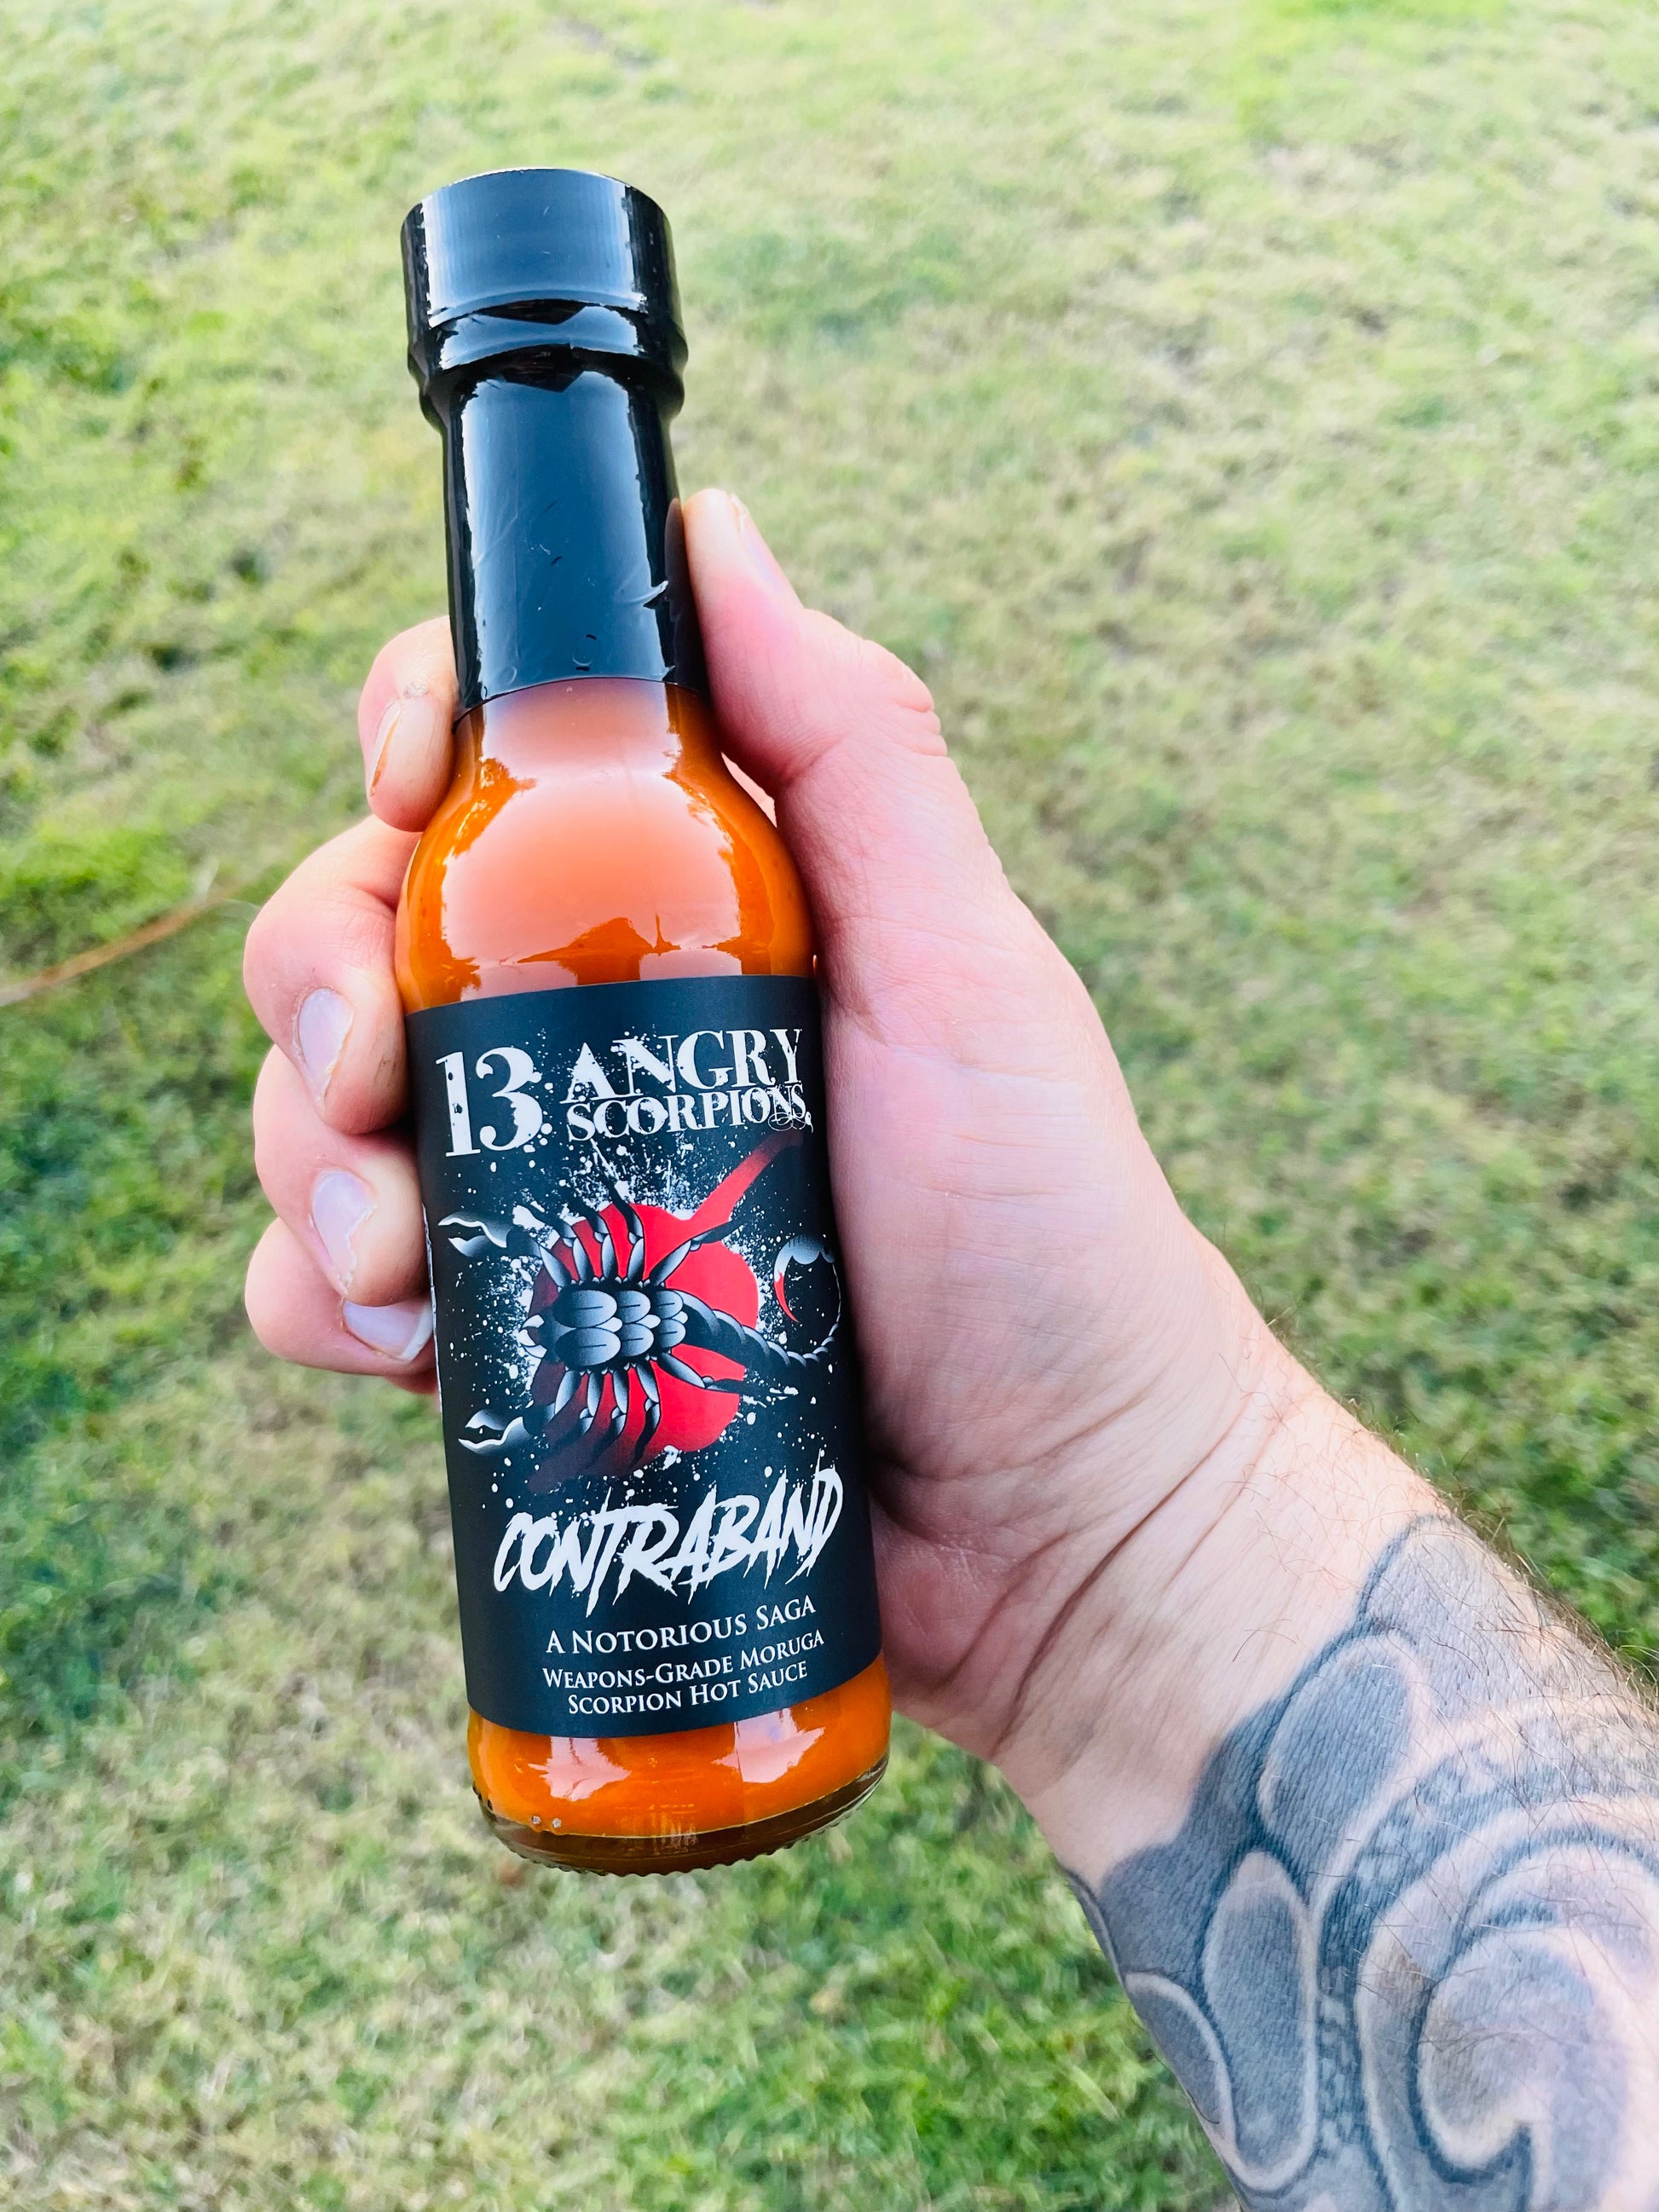 13 ANGRY
SCORPIONS
CONTRABAND
A NOTORIOUS SAGA
WEAPONS-GRADE MORUGA
SCORPION HOT SAUCE